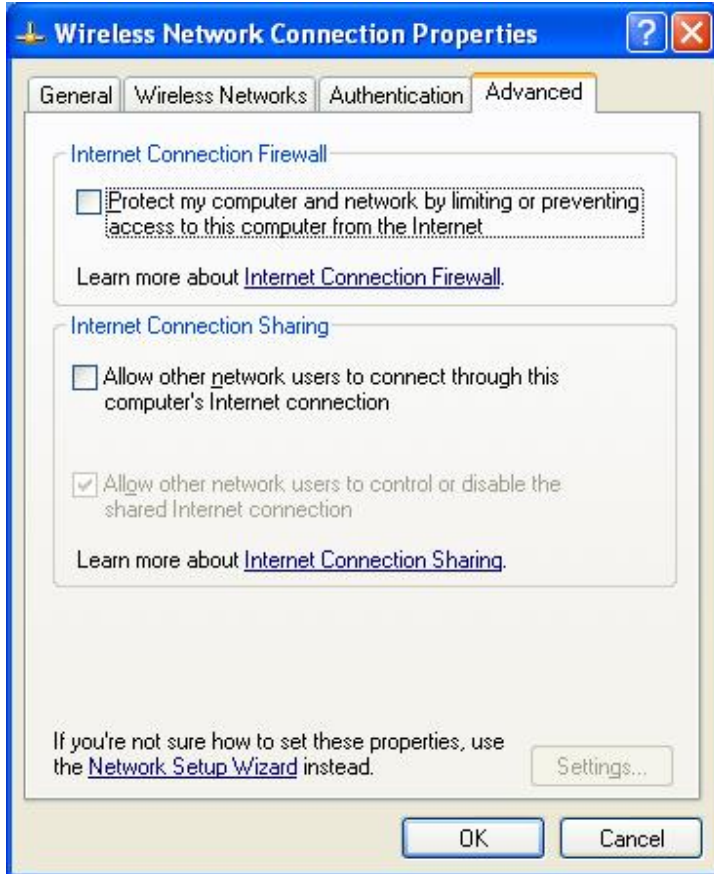 Wireless Network Connection Properties
General Wireless Networks Authentication Advanced
Internet Connection Firewall
Protect my computer and network by limiting or preventing
access to this computer from the Internet
Learn more about Internet Connection Firewall.
Internet Connection Sharing
Allow other network users to connect through this
computer's Internet connection
Allow other network users to control or disable the
shared Internet connection
Learn more about Internet Connection Sharing.
If you're not sure how to set these properties, use
the Network Setup Wizard instead.
Settings...
OK Cancel